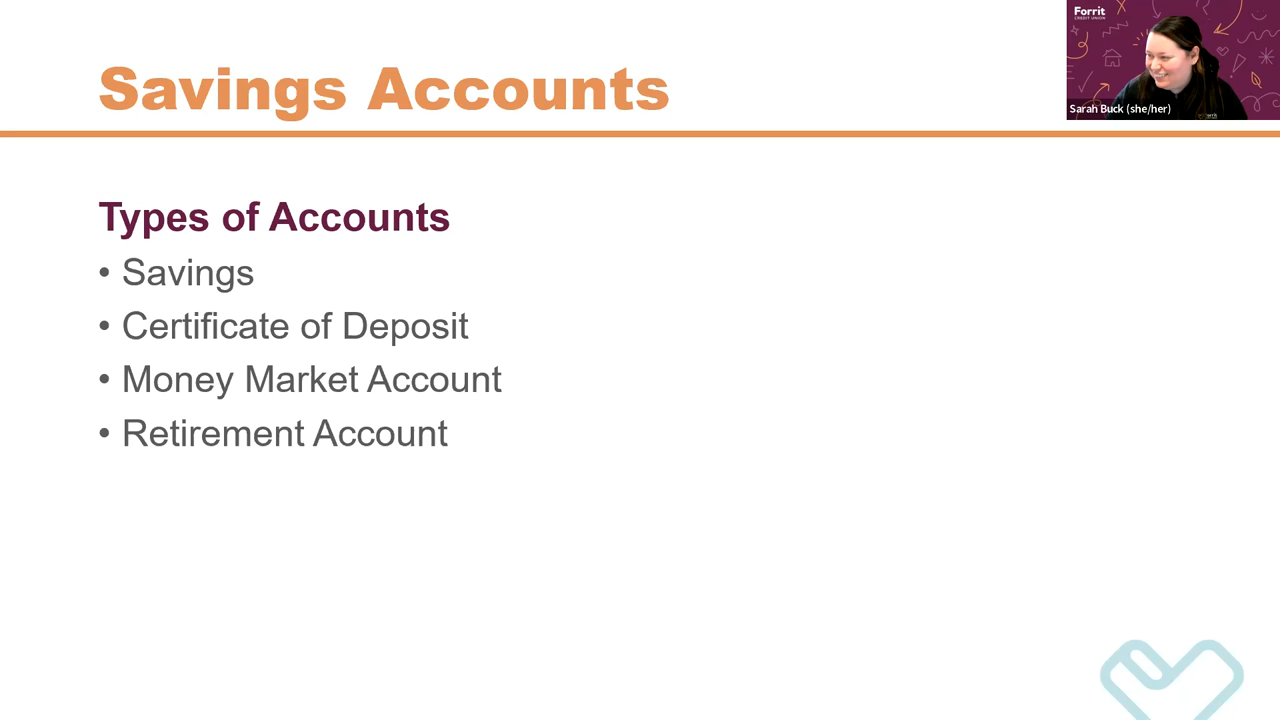 Savings Accounts
Forrit
CREDIT UNION
Sarah Buck (she/her)
Types of Accounts
• Savings
• Certificate of Deposit
• Money Market Account
• Retirement Account